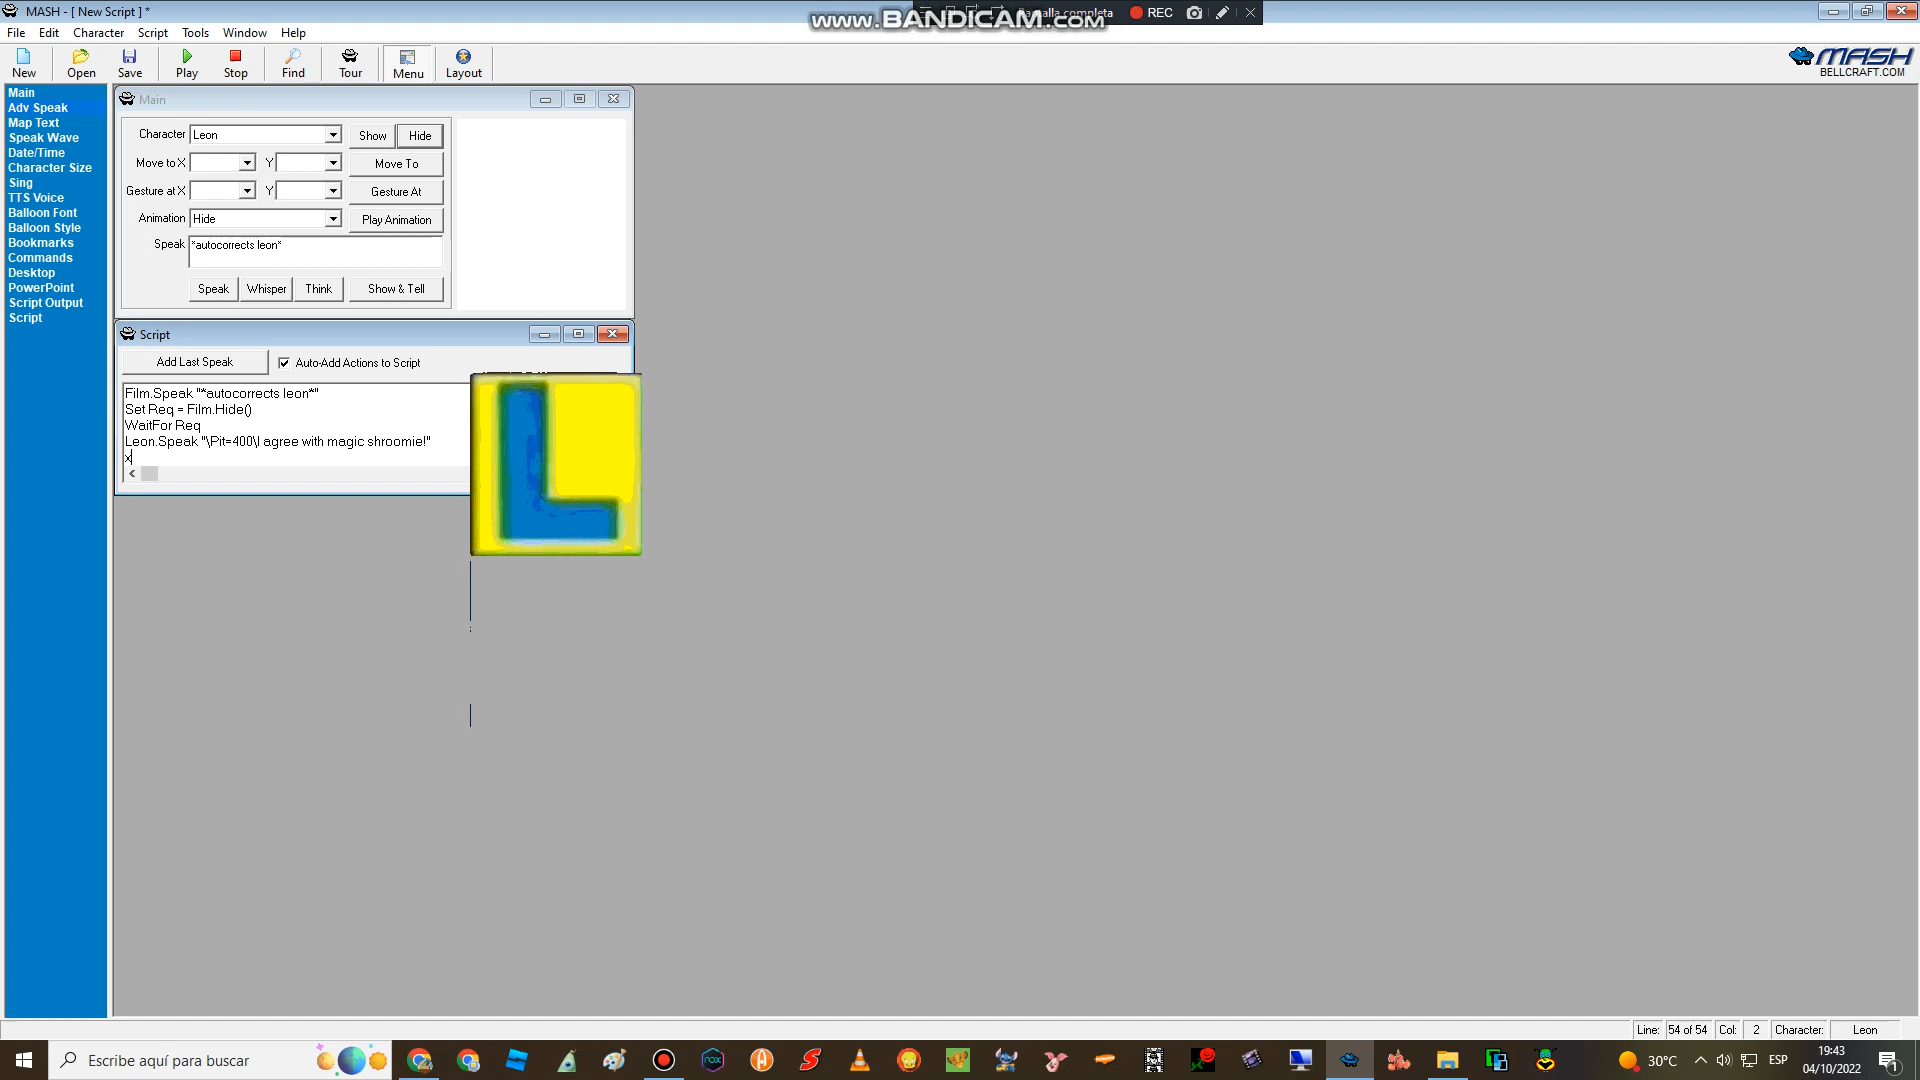 MASH - [ New Script ] *
www.BANDICAM.com
REC
File Edit Character Script Tools Window Help
New Open Save Play Stop Find Tour Menu Layout
MASH
BELLCRAFT.COM
Main
Adv Speak
Map Text
Speak Wave
Date/Time
Character Size
Sing
TTS Voice
Balloon Font
Balloon Style
Bookmarks
Commands
Desktop
PowerPoint
Script Output
Script
Main
Character Leon Show Hide
Move to X Y Move To
Gesture at X Y Gesture At
Animation Hide Play Animation
Speak *autocorrects leon*
Speak Whisper Think Show & Tell
Script
Add Last Speak Auto-Add Actions to Script
Film.Speak "*autocorrects leon*"
Set Req = Film.Hide()
WaitFor Req
Leon.Speak "\Pit=400\I agree with magic shroomie!"
x
L
Line: 54 of 54 Col: 2 Character: Leon
Escribe aquí para buscar
nox
30°C
ESP
19:43
04/10/2022
1